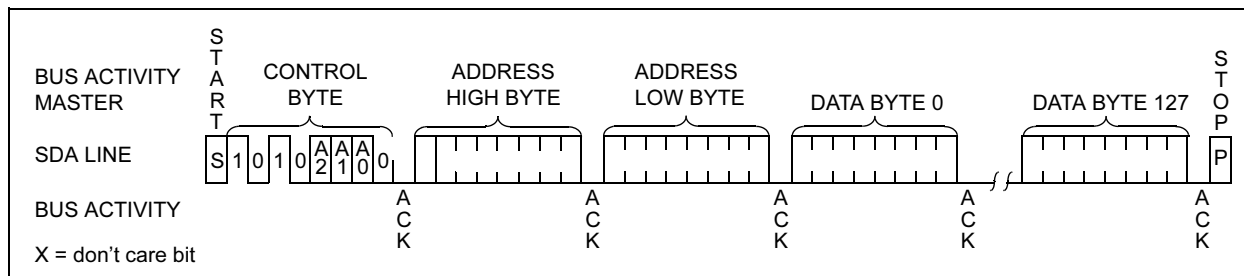 START
BUS ACTIVITY
MASTER
CONTROL
BYTE
ADDRESS
HIGH BYTE
ADDRESS
LOW BYTE
DATA BYTE 0
DATA BYTE 127
STOP
SDA LINE
S 1 0 1 0 A2 A1 A0 0
P
BUS ACTIVITY
ACK
ACK
ACK
ACK
ACK
X = don't care bit